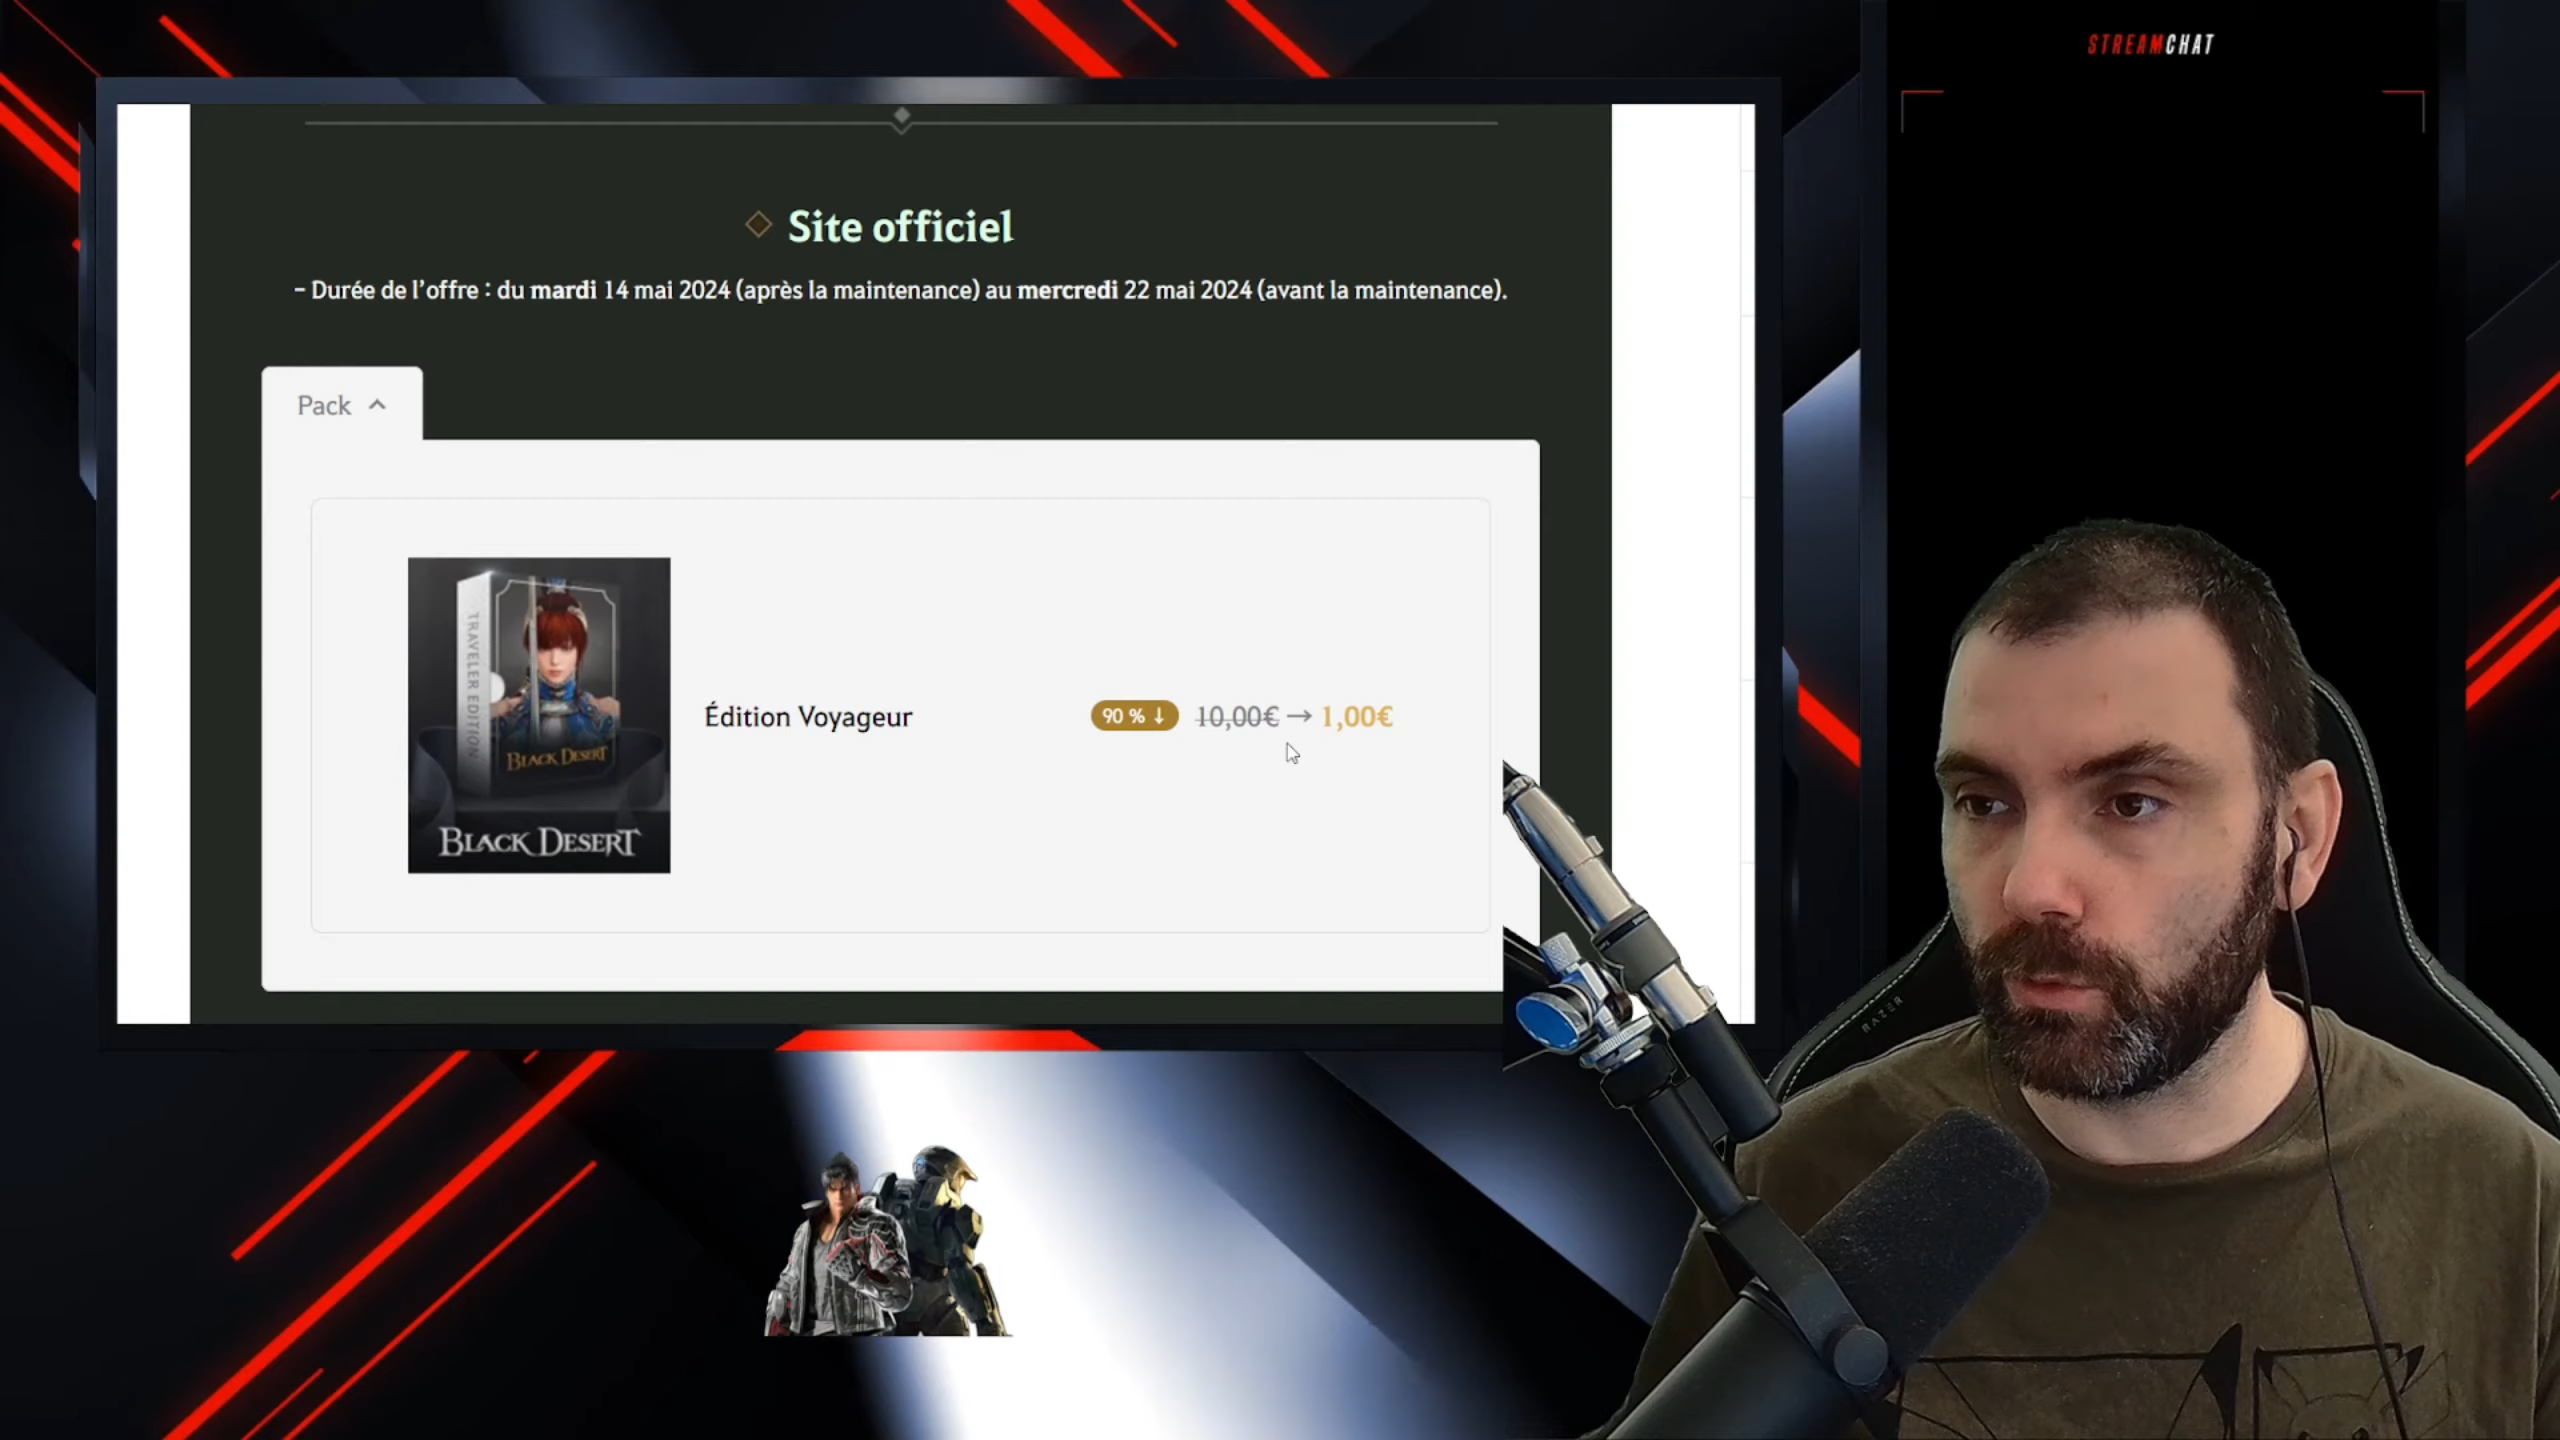 STREAMCHAT
Site officiel
- Durée de l'offre : du mardi 14 mai 2024 (après la maintenance) au mercredi 22 mai 2024 (avant la maintenance).
Pack
TRAVELER EDITION
BLACK DESERT
BLACK DESERT
Édition Voyageur
90 % ↓ 10,00€ → 1,00€
RAZER